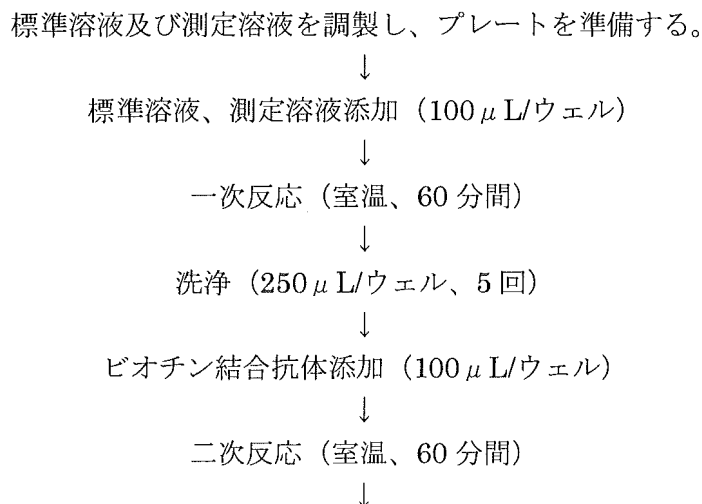 標準溶液及び測定溶液を調製し、プレートを準備する。
↓
標準溶液、測定溶液添加（100μL/ウェル）
↓
一次反応（室温、60分間）
↓
洗浄（250μL/ウェル、5回）
↓
ビオチン結合抗体添加（100μL/ウェル）
↓
二次反応（室温、60分間）
↓